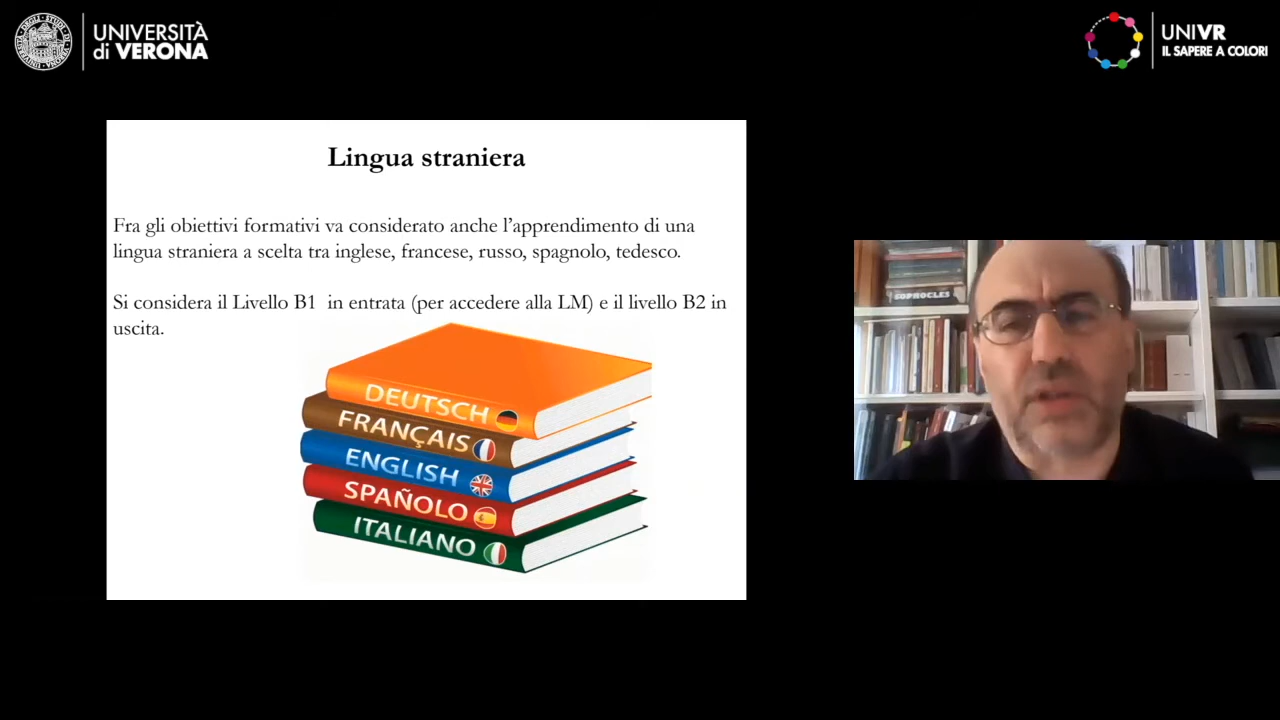 UNIVERSITÀ
di VERONA
UNIVR
IL SAPERE A COLORI
Lingua straniera
Fra gli obiettivi formativi va considerato anche l’apprendimento di una
lingua straniera a scelta tra inglese, francese, russo, spagnolo, tedesco.
Si considera il Livello B1 in entrata (per accedere alla LM) e il livello B2 in
uscita.
DEUTSCH
FRANÇAIS
ENGLISH
SPAÑOLO
ITALIANO
SOPHOCLES